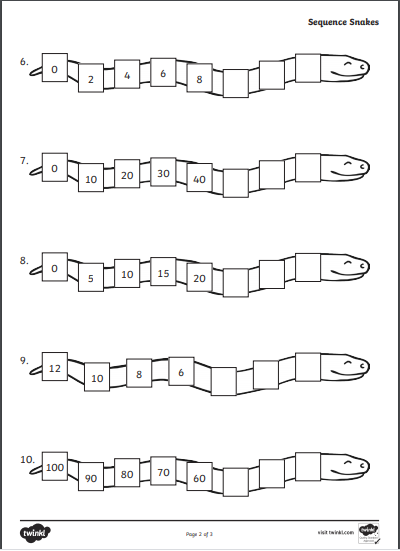 Sequence Snakes
6. 0 2 4 6 8
7. 0 10 20 30 40
8. 0 5 10 15 20
9. 12 10 8 6
10. 100 90 80 70 60
twinkl Page 2 of 3 visit twinkl.com